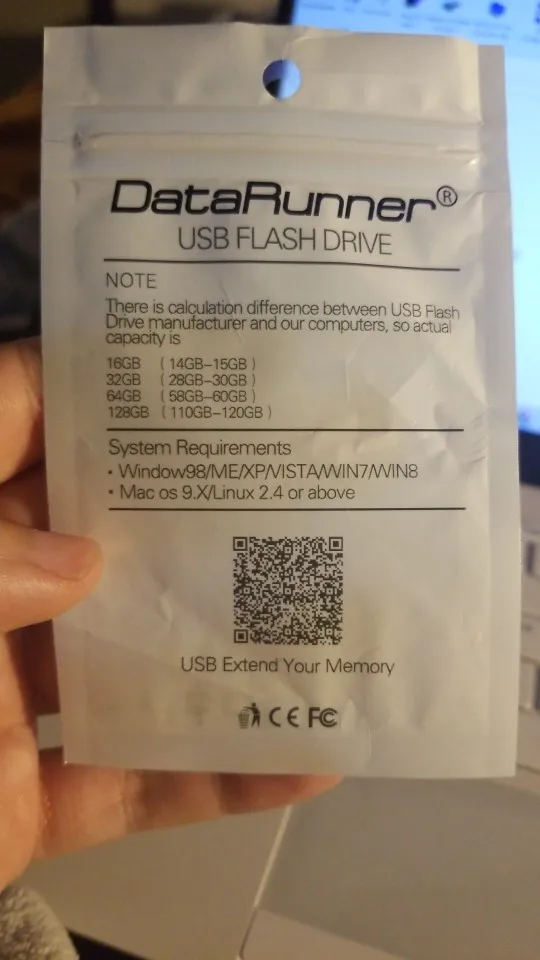 DataRunner®
USB FLASH DRIVE
NOTE
There is calculation difference between USB Flash
Drive manufacturer and our computers, so actual
capacity is
16GB ( 14GB-15GB )
32GB ( 28GB-30GB )
64GB ( 58GB-60GB )
128GB ( 110GB-120GB )
System Requirements
• Window98/ME/XP/VISTA/WIN7/WIN8
• Mac os 9.X/Linux 2.4 or above
USB Extend Your Memory
CE FC